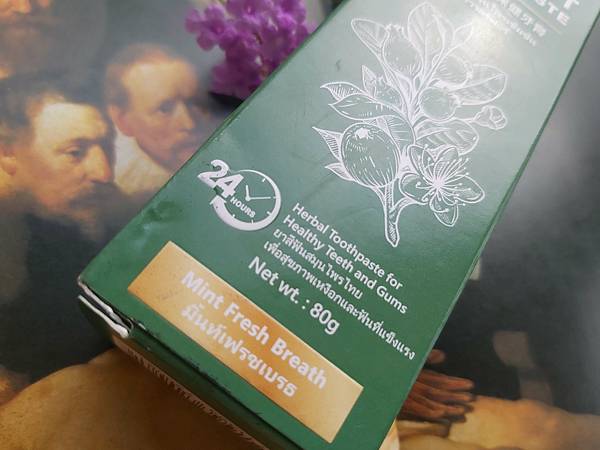 24
HOURS
Herbal Toothpaste for
Healthy Teeth and Gums
ยาสีฟันสมุนไพรไทย
เพื่อสุขภาพเหงือกและฟันที่แข็งแรง
Net wt. : 80g
Mint Fresh Breath
มิ้นท์เฟรชเบรธ